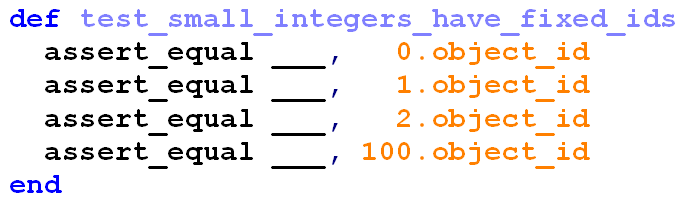 def test_small_integers_have_fixed_ids
  assert_equal ___,   0.object_id
  assert_equal ___,   1.object_id
  assert_equal ___,   2.object_id
  assert_equal ___, 100.object_id
end